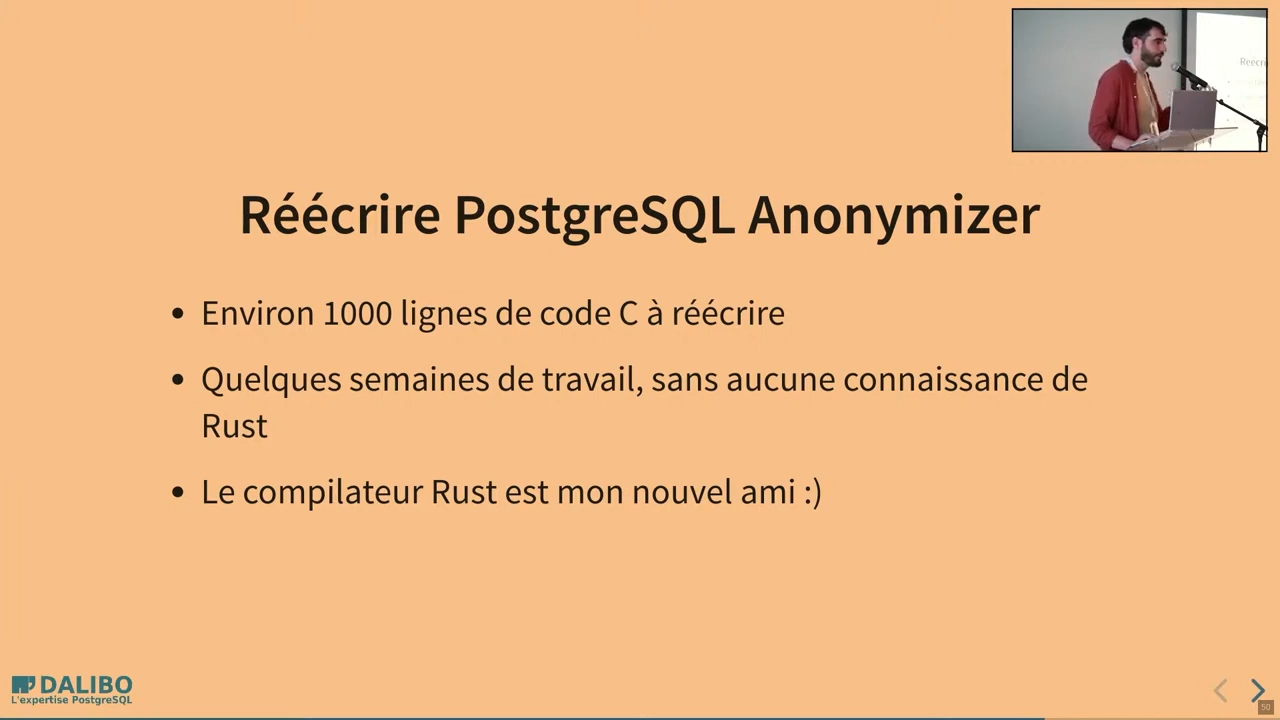 Réécrire PostgreSQL Anonymizer
• Environ 1000 lignes de code C à réécrire
• Quelques semaines de travail, sans aucune connaissance de
Rust
• Le compilateur Rust est mon nouvel ami :)
DALIBO
L'expertise PostgreSQL
50